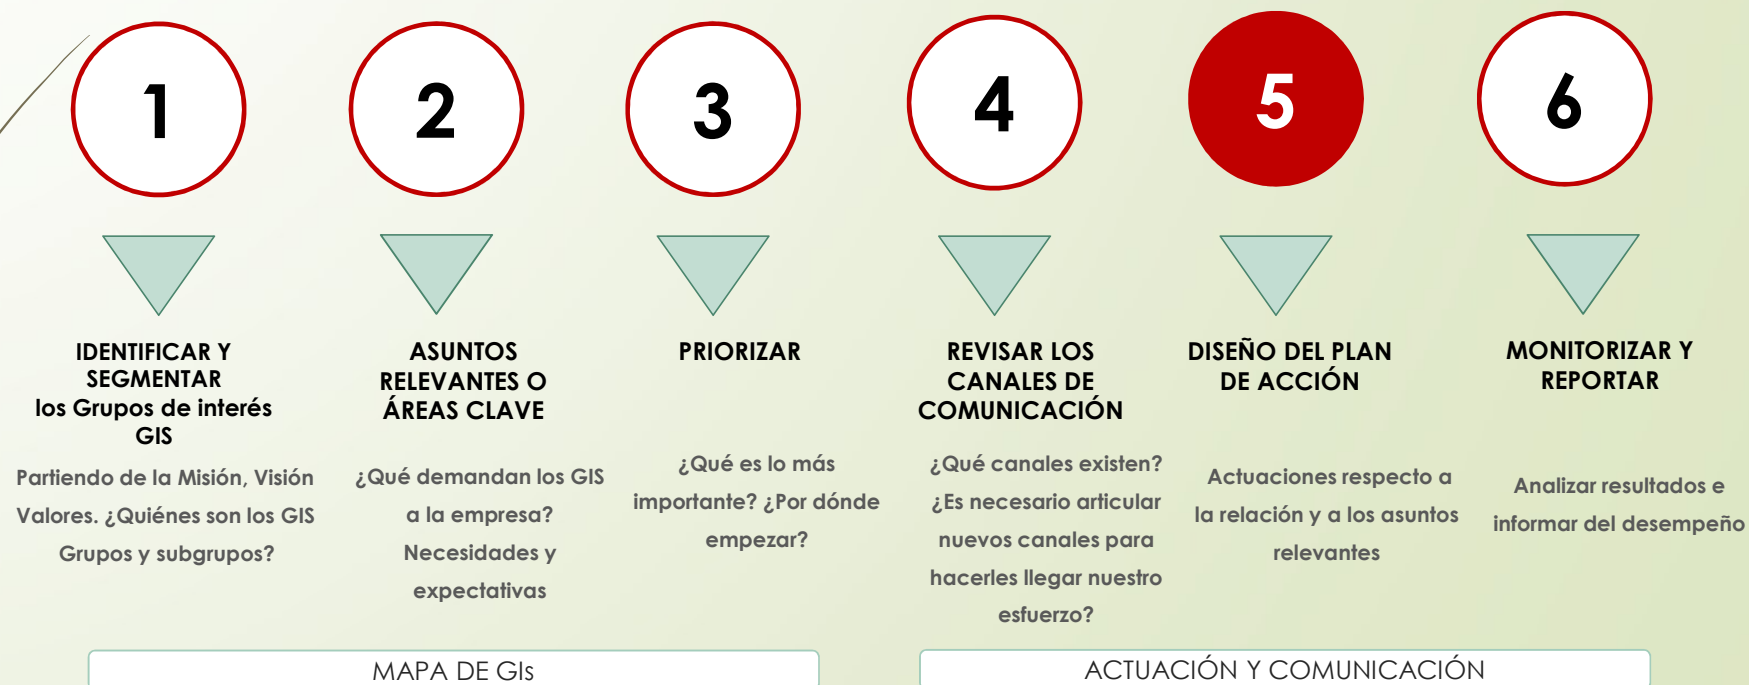 1
IDENTIFICAR Y
SEGMENTAR
los Grupos de interés
GIS
Partiendo de la Misión, Visión
Valores. ¿Quiénes son los GIS
Grupos y subgrupos?
2
ASUNTOS
RELEVANTES O
ÁREAS CLAVE
¿Qué demandan los GIS
a la empresa?
Necesidades y
expectativas
3
PRIORIZAR
¿Qué es lo más
importante? ¿Por dónde
empezar?
4
REVISAR LOS
CANALES DE
COMUNICACIÓN
¿Qué canales existen?
¿Es necesario articular
nuevos canales para
hacerles llegar nuestro
esfuerzo?
5
DISEÑO DEL PLAN
DE ACCIÓN
Actuaciones respecto a
la relación y a los asuntos
relevantes
6
MONITORIZAR Y
REPORTAR
Analizar resultados e
informar del desempeño
MAPA DE GIs
ACTUACIÓN Y COMUNICACIÓN